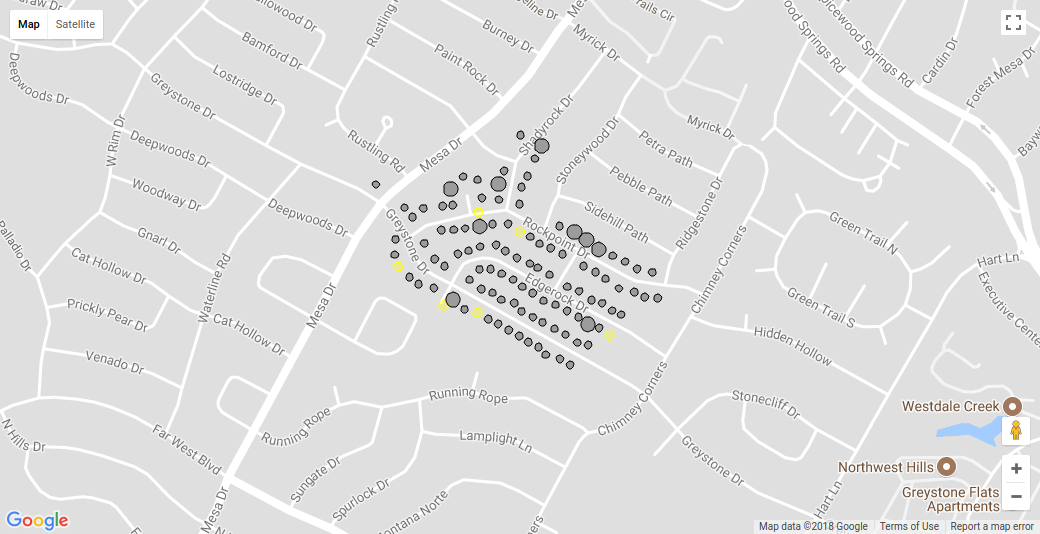 Map
Satellite
Rustling
Burney Dr
Trails Cir
Myrick Dr
Bamford Dr
Paint Rock Dr
Cardin Dr
Forest Mesa Dr
Deepwoods Dr
Lostridge Dr
Greystone Dr
W Rim Dr
Deepwoods Dr
Rustling Rd
Mesa Dr
Shadyrock Dr
Stoneywood Dr
Myrick Dr
Petra Path
Pebble Path
Woodway Dr
Deepwoods Dr
Sidehill Path
Ridgestone Dr
Palladio Dr
Gnarl Dr
Greystone Dr
Rockpoint Dr
Green Trail N
Cat Hollow Dr
Waterline Rd
Chimney Corners
Hart Ln
Edgerock Dr
Executive Center
Prickly Pear Dr
Mesa Dr
Green Trail S
Cat Hollow Dr
Hidden Hollow
Venado Dr
Running Rope
Chimney Corners
Stonecliff Dr
Westdale Creek
N Hills Dr
Far West Blvd
Running Rope
Lamplight Ln
Greystone Dr
Northwest Hills
Sungate Dr
Spurlock Dr
Hart Ln
Greystone Flats
Apartments
Mesa Dr
Montana Norte
Google
Map data ©2018 Google
Terms of Use
Report a map error